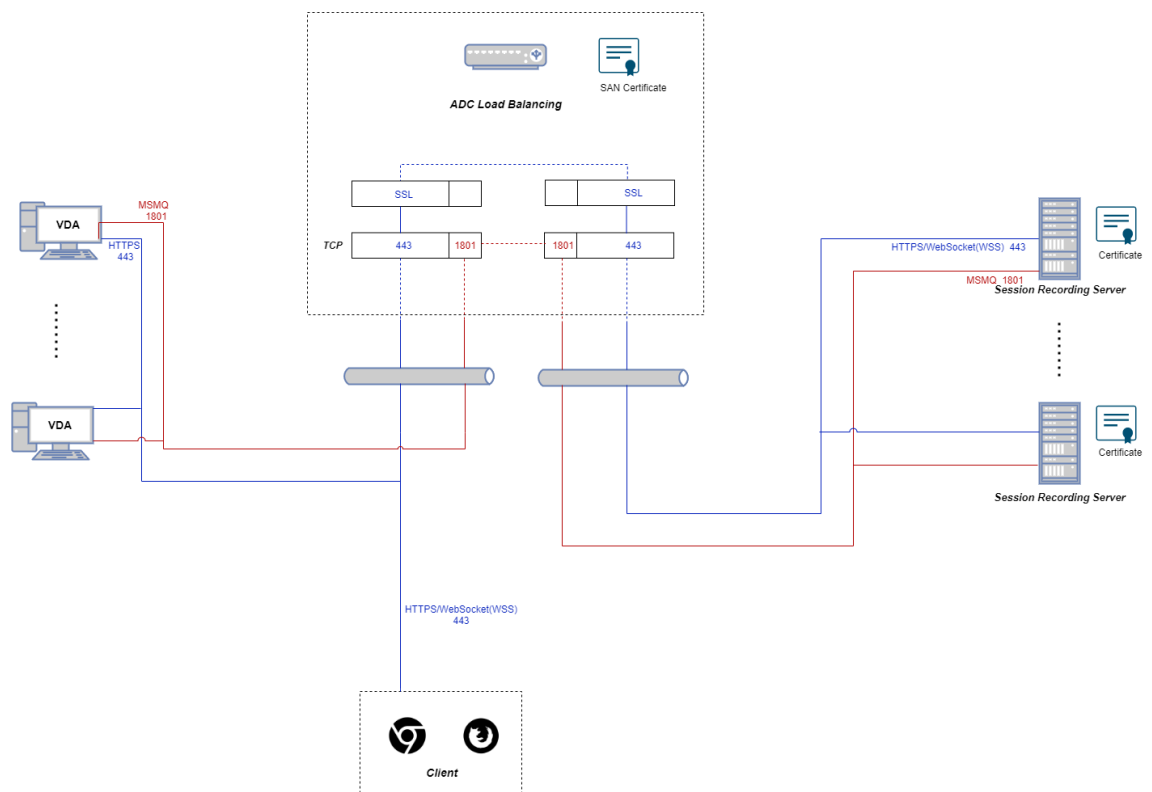 SAN Certificate
ADC Load Balancing
SSL
SSL
TCP
443
1801
1801
443
VDA
MSMQ
1801
HTTPS
443
VDA
HTTPS/WebSocket(WSS) 443
MSMQ 1801
Certificate
Session Recording Server
Certificate
Session Recording Server
HTTPS/WebSocket(WSS)
443
Client